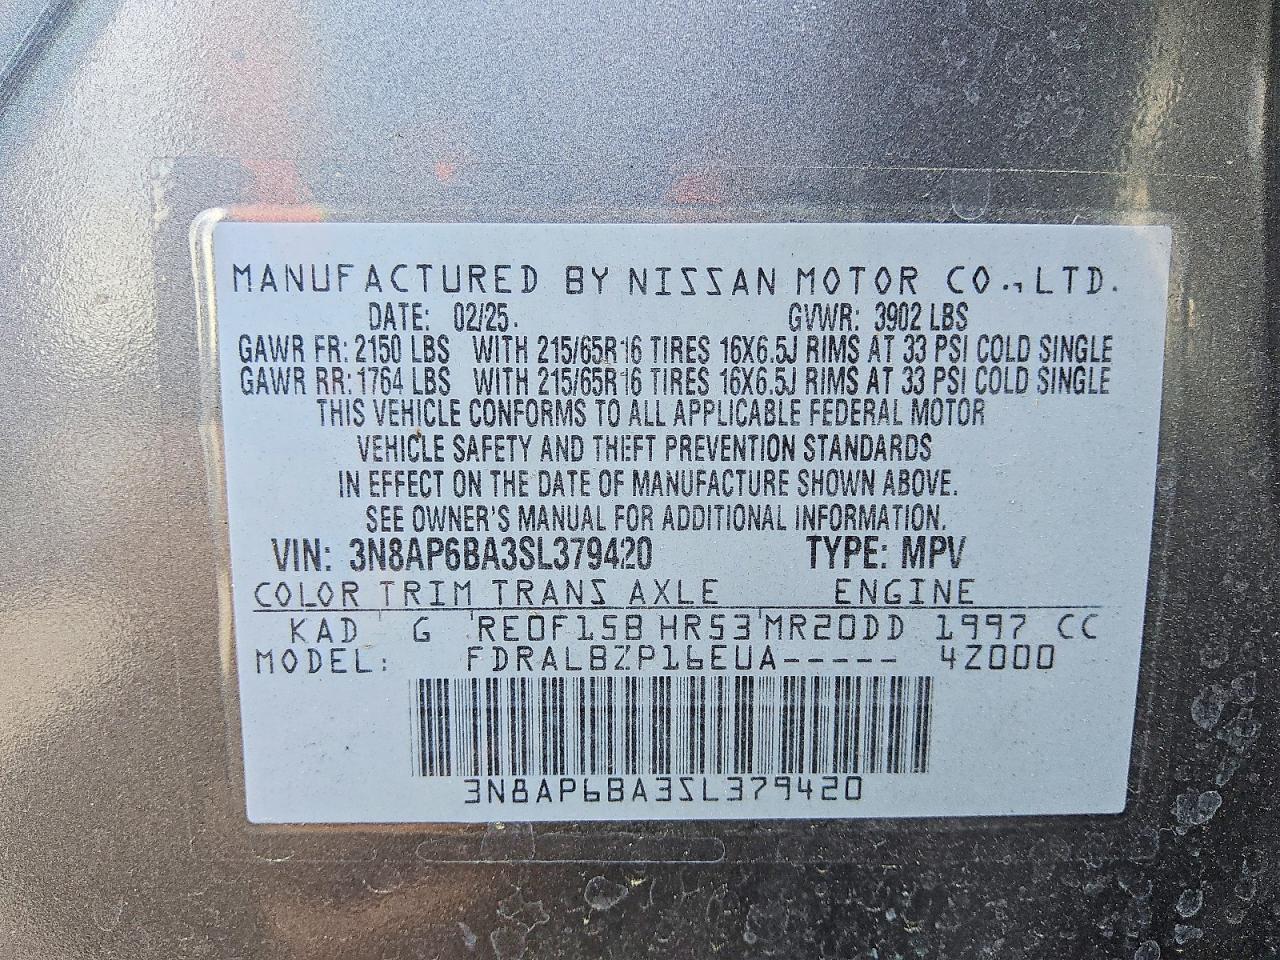 MANUFACTURED BY NISSAN MOTOR CO., LTD.
DATE: 02/25. GVWR: 3902 LBS
GAWR FR: 2150 LBS WITH 215/65R16 TIRES 16X6.5J RIMS AT 33 PSI COLD SINGLE
GAWR RR: 1764 LBS WITH 215/65R16 TIRES 16X6.5J RIMS AT 33 PSI COLD SINGLE
THIS VEHICLE CONFORMS TO ALL APPLICABLE FEDERAL MOTOR
VEHICLE SAFETY AND THEFT PREVENTION STANDARDS
IN EFFECT ON THE DATE OF MANUFACTURE SHOWN ABOVE.
SEE OWNER'S MANUAL FOR ADDITIONAL INFORMATION.
VIN: 3N8AP6BA3SL379420 TYPE: MPV
COLOR TRIM TRANS AXLE ENGINE
KAD G RE0F15B HR53 MR20DD 1997 CC
MODEL: FDRALBZP16EUA----- 4Z000
3N8AP6BA3SL379420